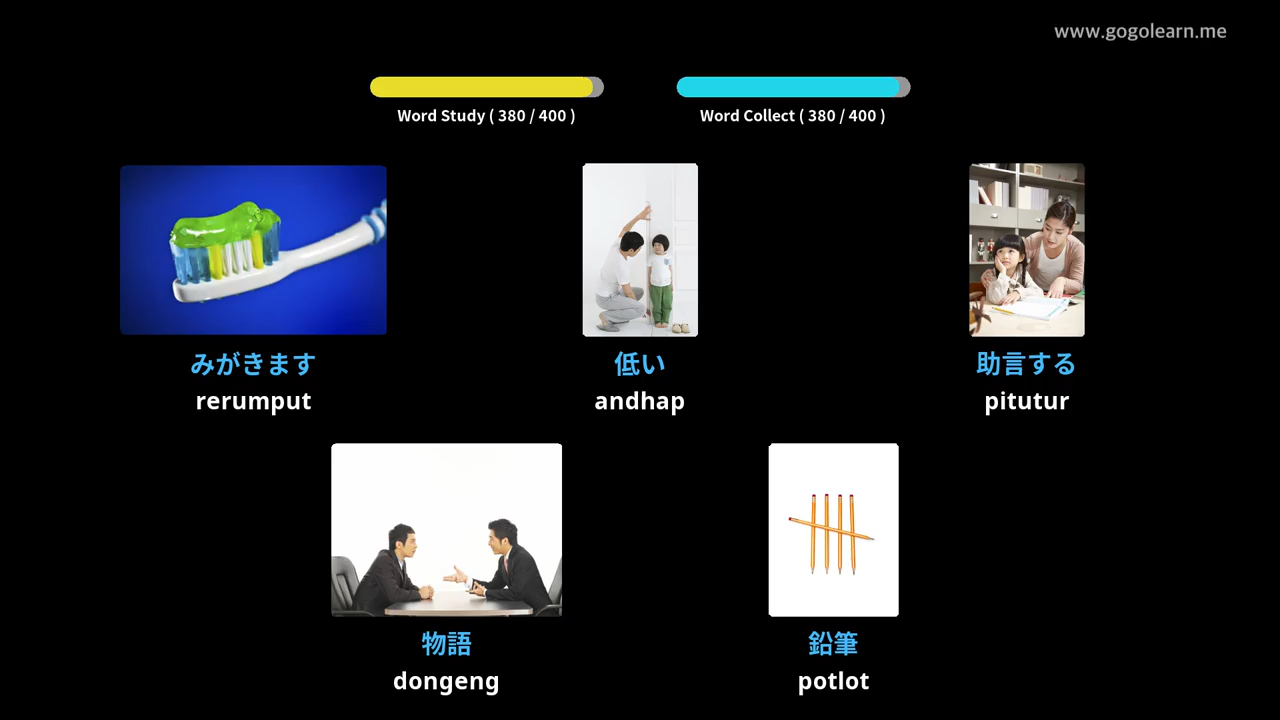 www.gogolearn.me
Word Study ( 380 / 400 )
Word Collect ( 380 / 400 )
みがきます
rerumput
低い
andhap
助言する
pitutur
物語
dongeng
鉛筆
potlot